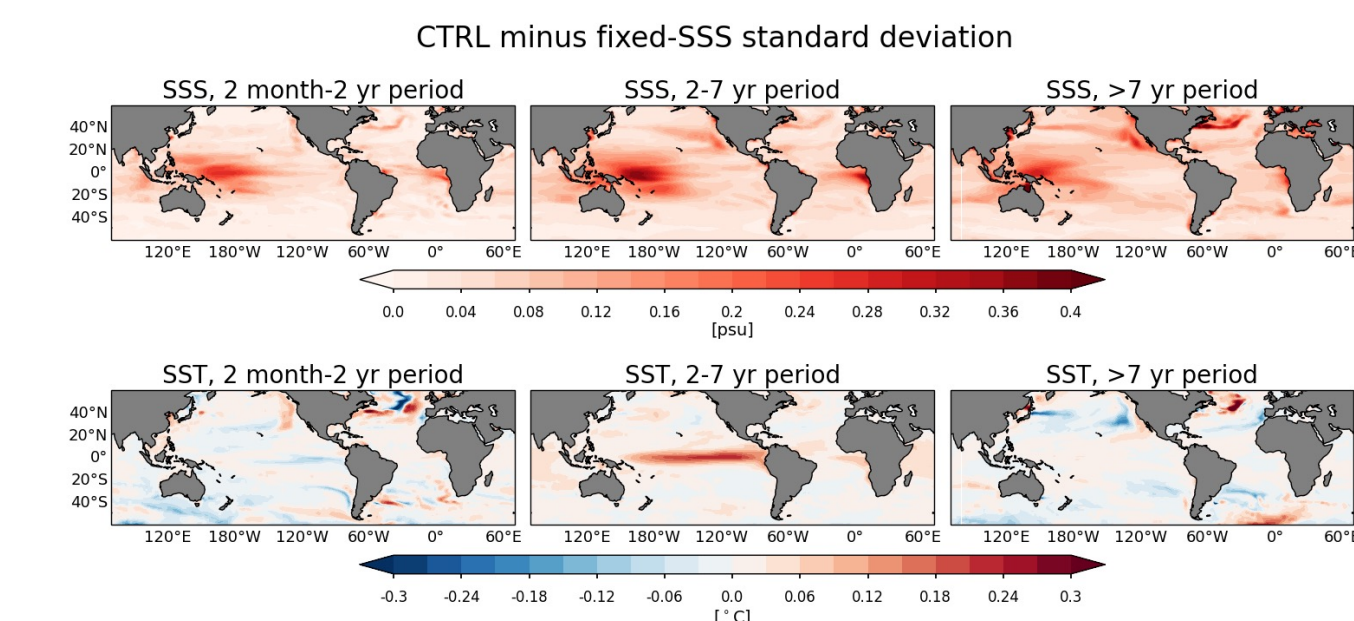 CTRL minus fixed-SSS standard deviation
SSS, 2 month-2 yr period
SSS, 2-7 yr period
SSS, >7 yr period
40°N
20°N
0°
20°S
40°S
120°E 180°W 120°W 60°W 0° 60°E
120°E 180°W 120°W 60°W 0° 60°E
120°E 180°W 120°W 60°W 0° 60°E
0.0 0.04 0.08 0.12 0.16 0.2 0.24 0.28 0.32 0.36 0.4
[psu]
SST, 2 month-2 yr period
SST, 2-7 yr period
SST, >7 yr period
40°N
20°N
0°
20°S
40°S
120°E 180°W 120°W 60°W 0° 60°E
120°E 180°W 120°W 60°W 0° 60°E
120°E 180°W 120°W 60°W 0° 60°
-0.3 -0.24 -0.18 -0.12 -0.06 0.0 0.06 0.12 0.18 0.24 0.3
[°C]